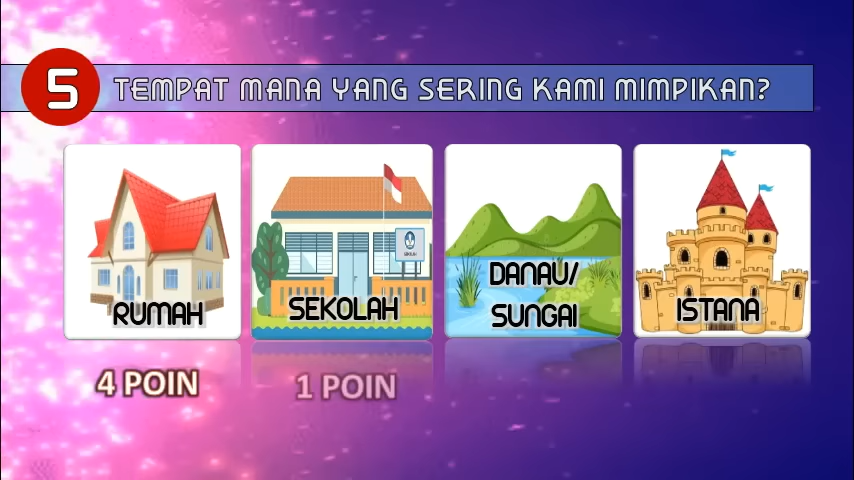 5
TEMPAT MANA YANG SERING KAMI MIMPIKAN?
RUMAH
SEKOLAH
DANAU/
SUNGAI
ISTANA
4 POIN
1 POIN